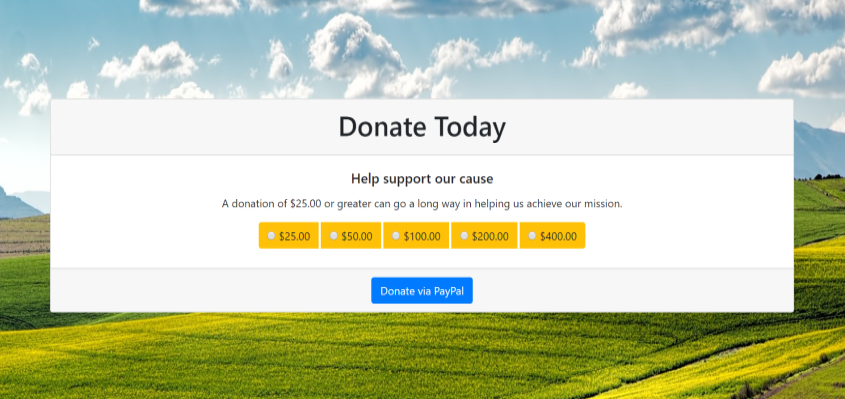 Donate Today
Help support our cause
A donation of $25.00 or greater can go a long way in helping us achieve our mission.
$25.00 $50.00 $100.00 $200.00 $400.00
Donate via PayPal